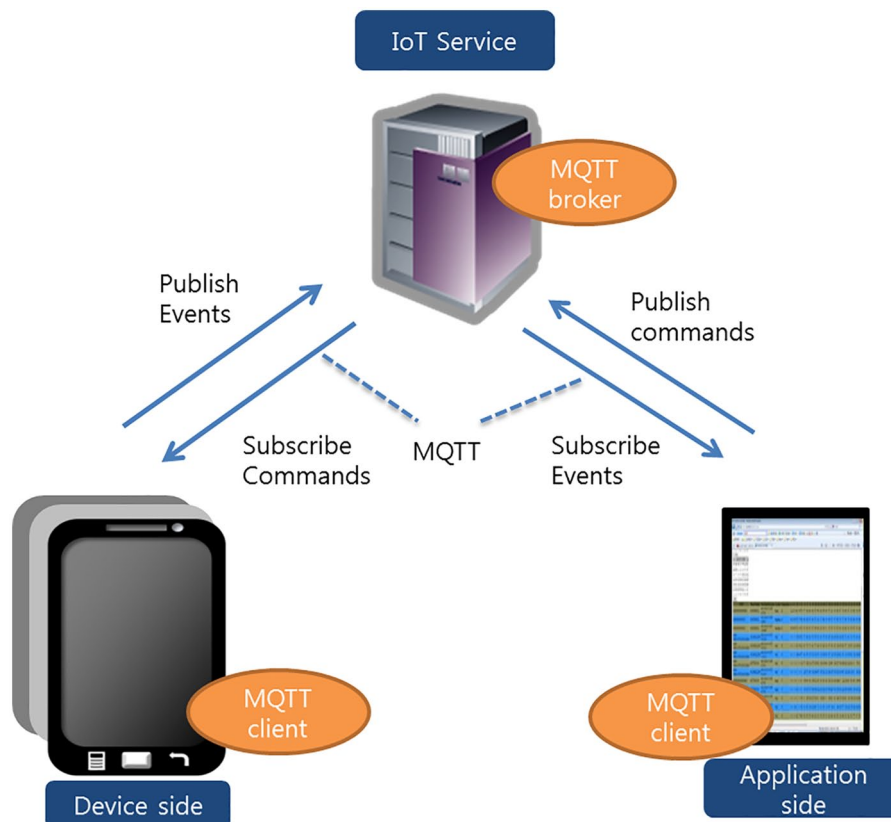 IoT Service
MQTT
broker
Publish
Events
Publish
commands
Subscribe
Commands
MQTT
Subscribe
Events
MQTT
client
MQTT
client
Device side
Application
side